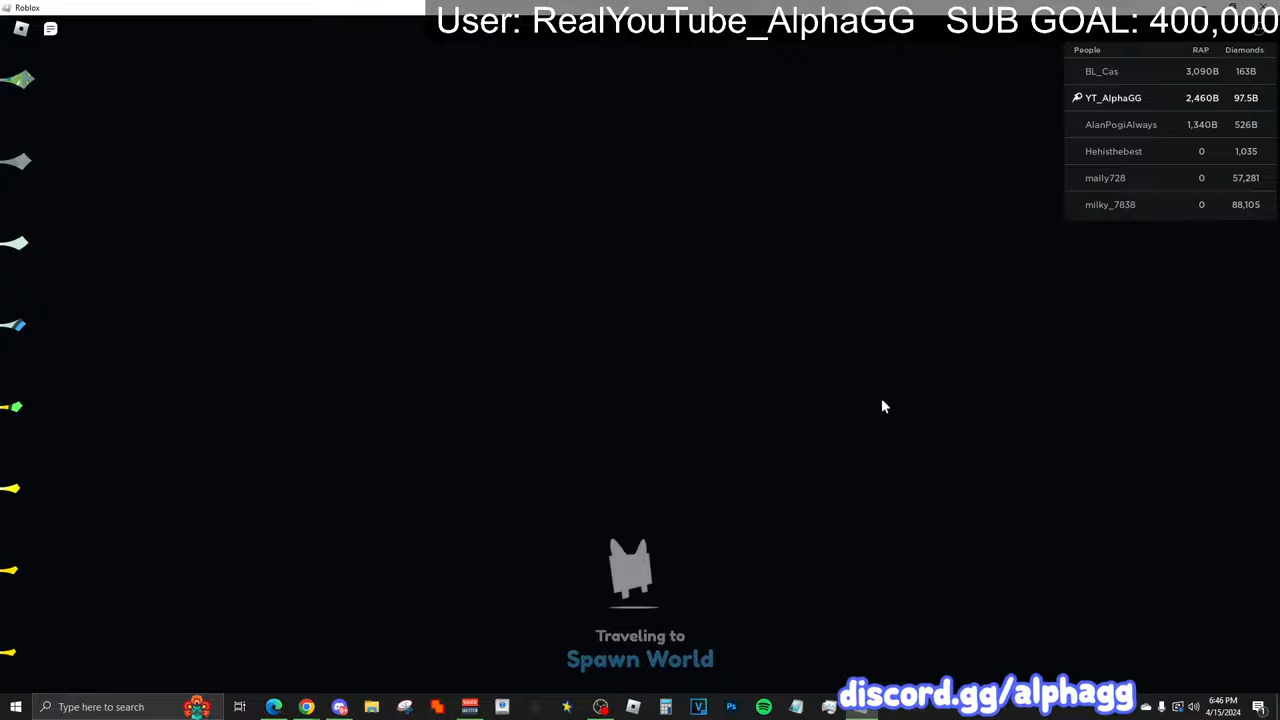 Roblox
User: RealYouTube_AlphaGG SUB GOAL: 400,000
People RAP Diamonds
BL_Cas 3,090B 163B
YT_AlphaGG 2,460B 97.5B
AlanPogiAlways 1,340B 526B
Hehisthebest 0 1,035
mally728 0 57,281
milky_7838 0 88,105
Traveling to
Spawn World
discord.gg/alphagg
Type here to search
6:46 PM
4/15/2024